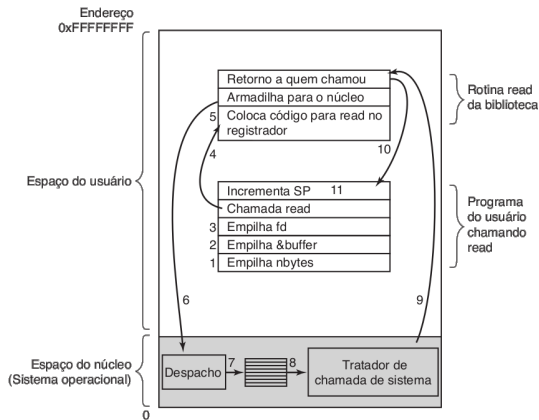 Endereço
0xFFFFFFFF
Retorno a quem chamou
Armadilha para o núcleo
5 Coloca código para read no
registrador
4
10
Rotina read
da biblioteca
Espaço do usuário
Incrementa SP 11
Chamada read
3 Empilha fd
2 Empilha &buffer
1 Empilha nbytes
Programa
do usuário
chamando
read
6
9
Espaço do núcleo
(Sistema operacional)
Despacho
7
8
Tratador de
chamada de sistema
0